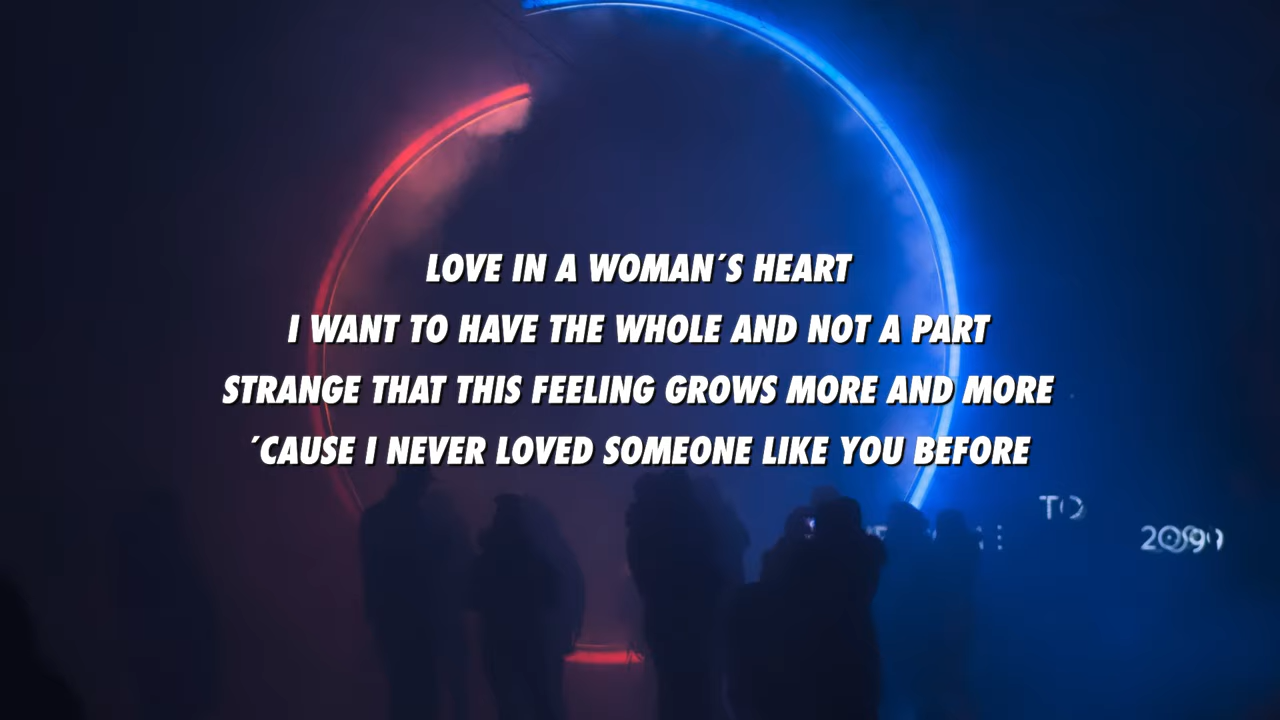 LOVE IN A WOMAN´S HEART
I WANT TO HAVE THE WHOLE AND NOT A PART
STRANGE THAT THIS FEELING GROWS MORE AND MORE
´CAUSE I NEVER LOVED SOMEONE LIKE YOU BEFORE
TO